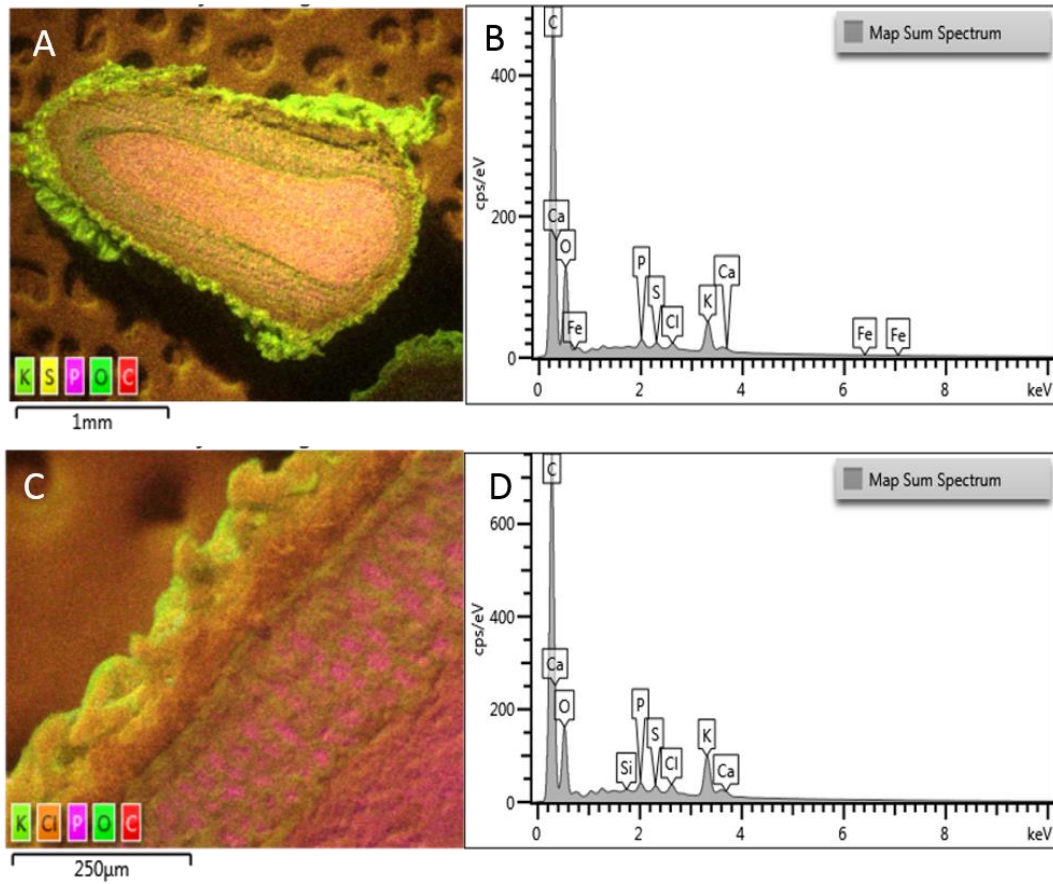 A
K S P O C
1mm
B
Map Sum Spectrum
cps/eV
400
200
0
C
Ca
O
Fe
P
S
Cl
K
Ca
Fe
Fe
0 2 4 6 8 keV
C
K Cl P O C
250µm
D
Map Sum Spectrum
cps/eV
600
400
200
0
C
Ca
O
Si
P
S
Cl
K
Ca
0 2 4 6 8 keV